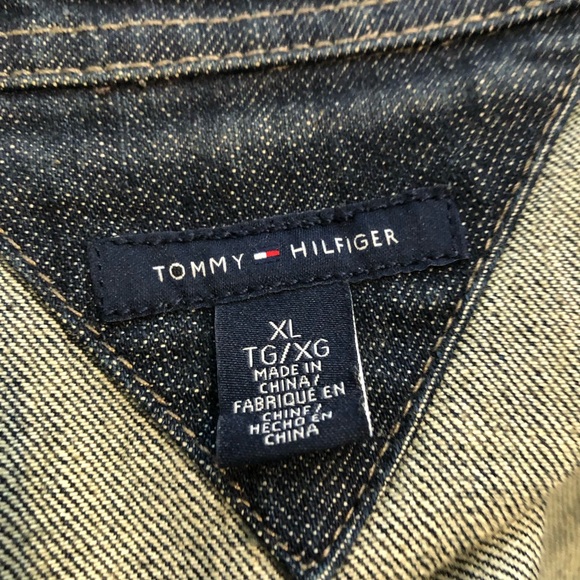 TOMMY HILFIGER
XL
TG/XG
MADE IN
CHINA/
FABRIQUÉ EN
CHINE/
HECHO EN
CHINA